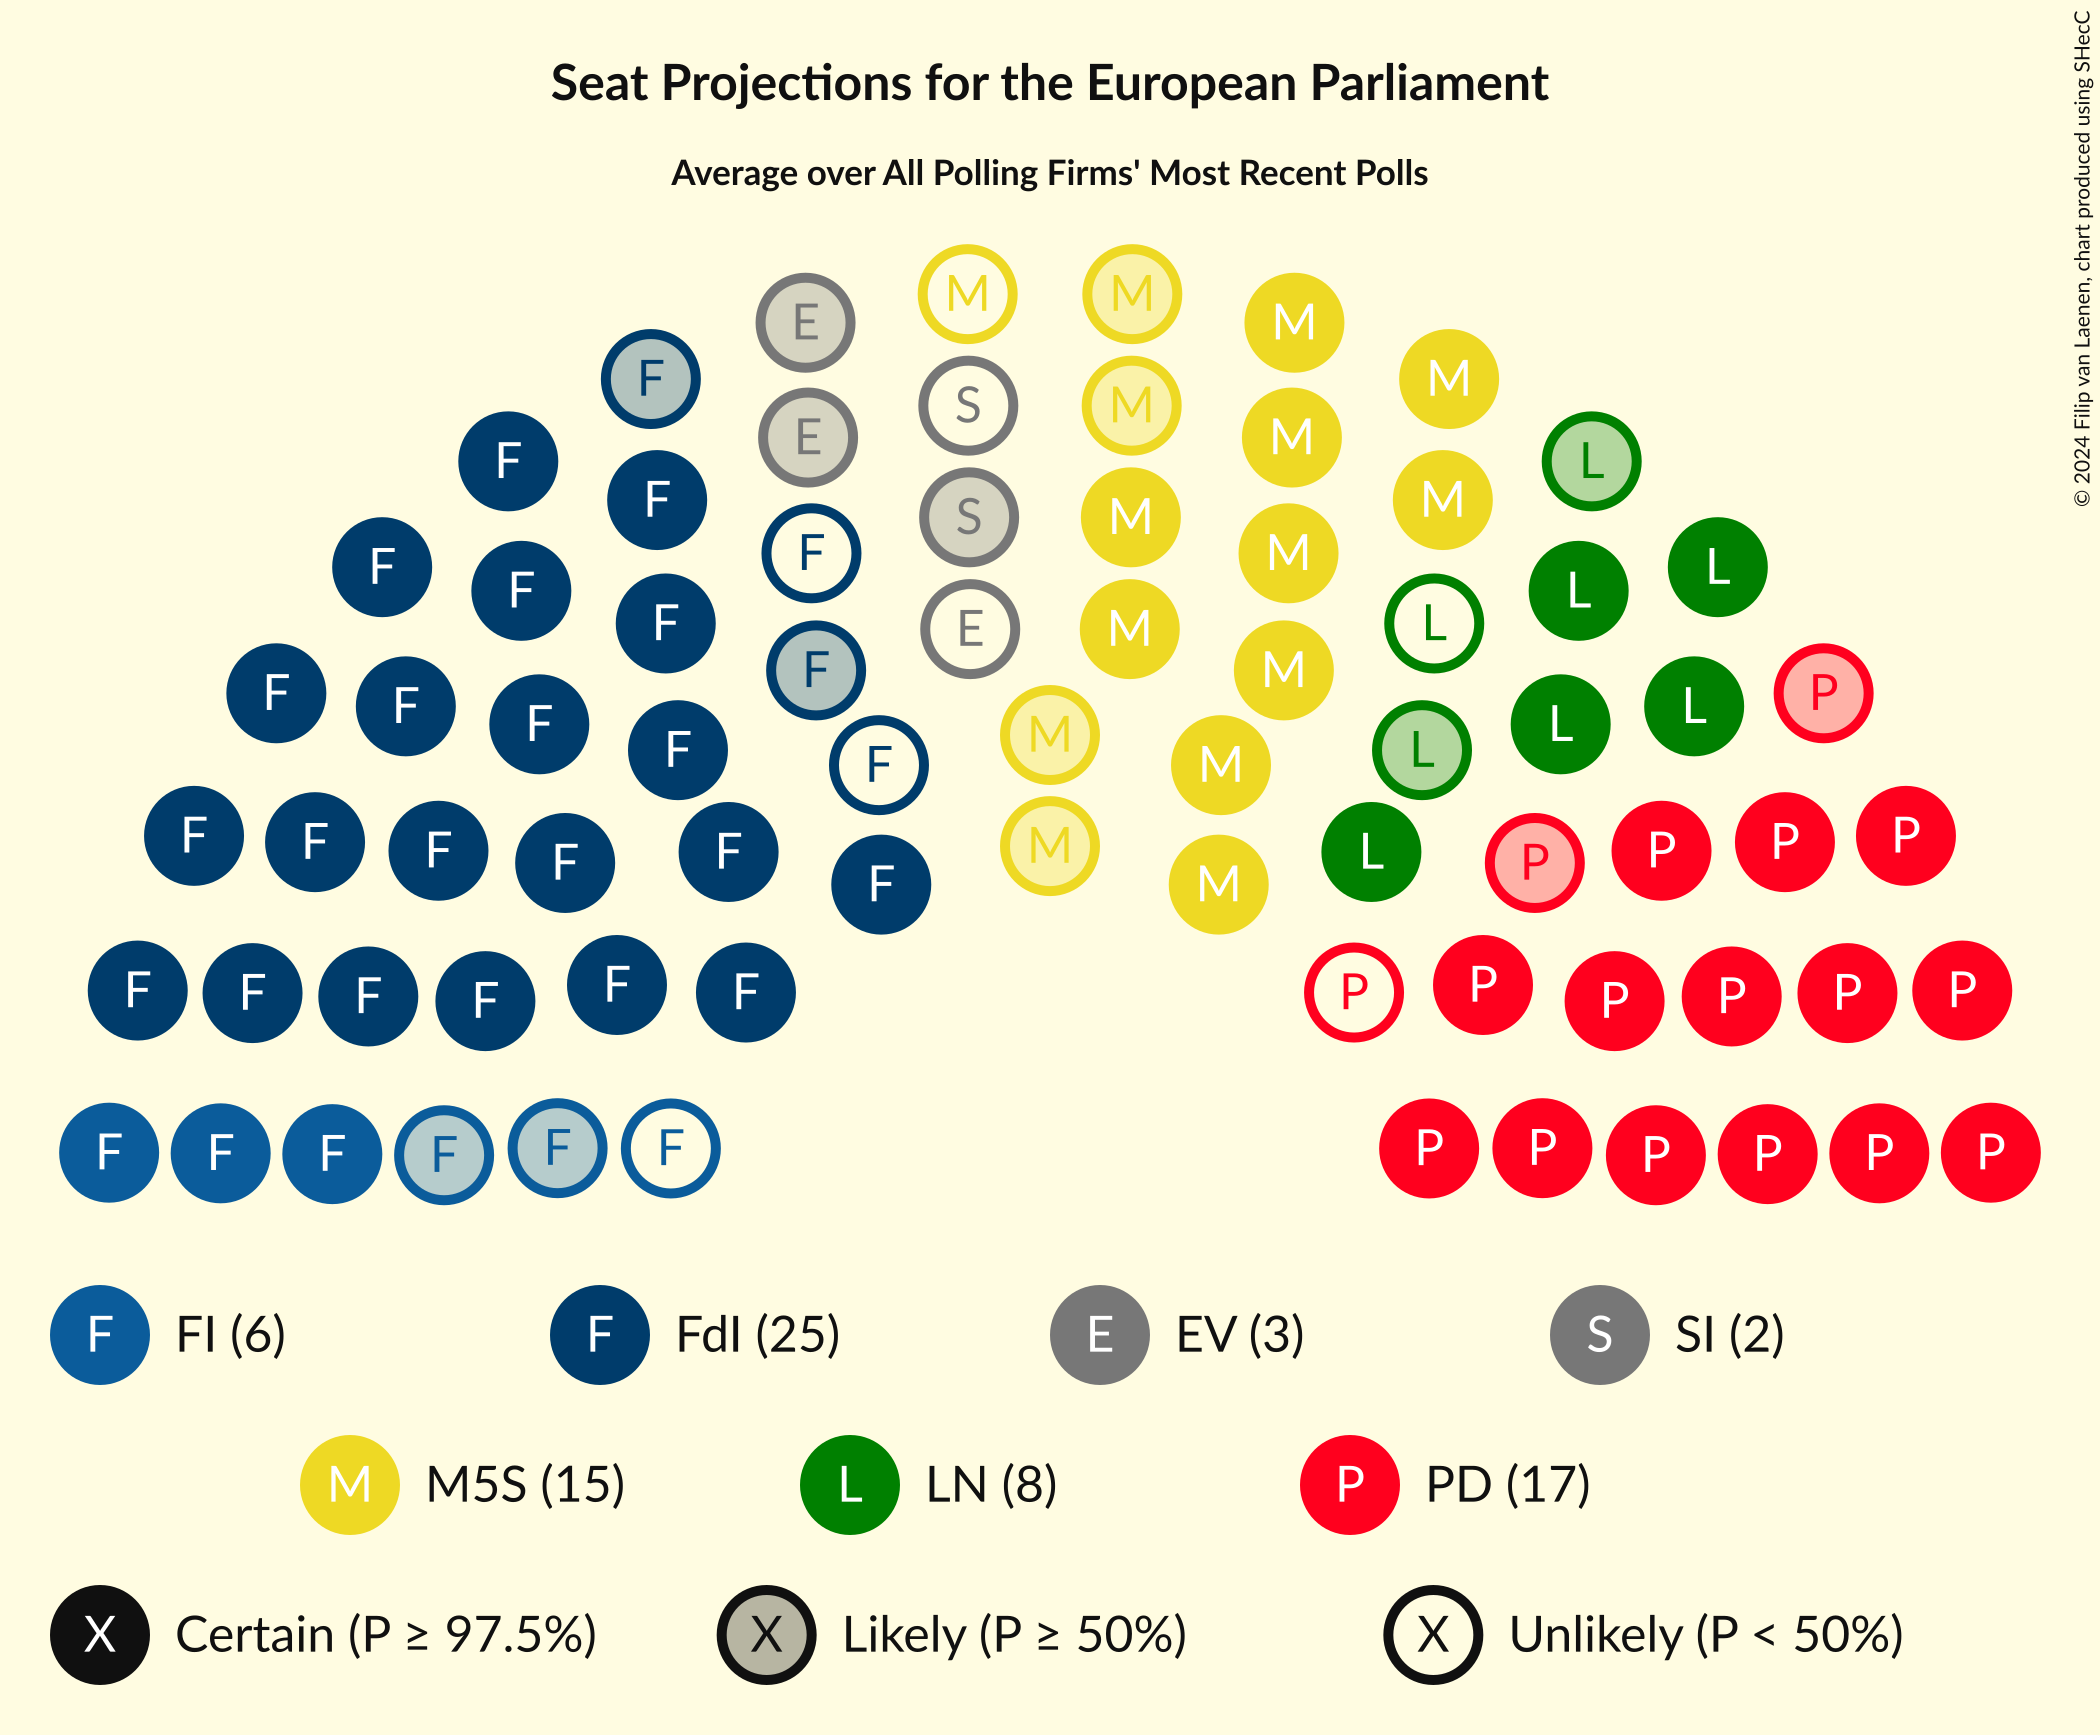 Seat Projections for the European Parliament
Average over All Polling Firms' Most Recent Polls
© 2024 Filip van Laenen, chart produced using SHecC
M M
E M
F S M M
E M
F L
F S M M
F M
F M L
F F L
F E M L
F L
F M
F F L P
F F L
F M L
F M
F F L
F F P P
F F M L P
F P
F M
F F P P
F F P P
F F P P
F F F F F F P P P P P P
F FI (6) F FdI (25) E EV (3) S SI (2)
M M5S (15) L LN (8) P PD (17)
X Certain (P ≥ 97.5%) X Likely (P ≥ 50%) X Unlikely (P < 50%)